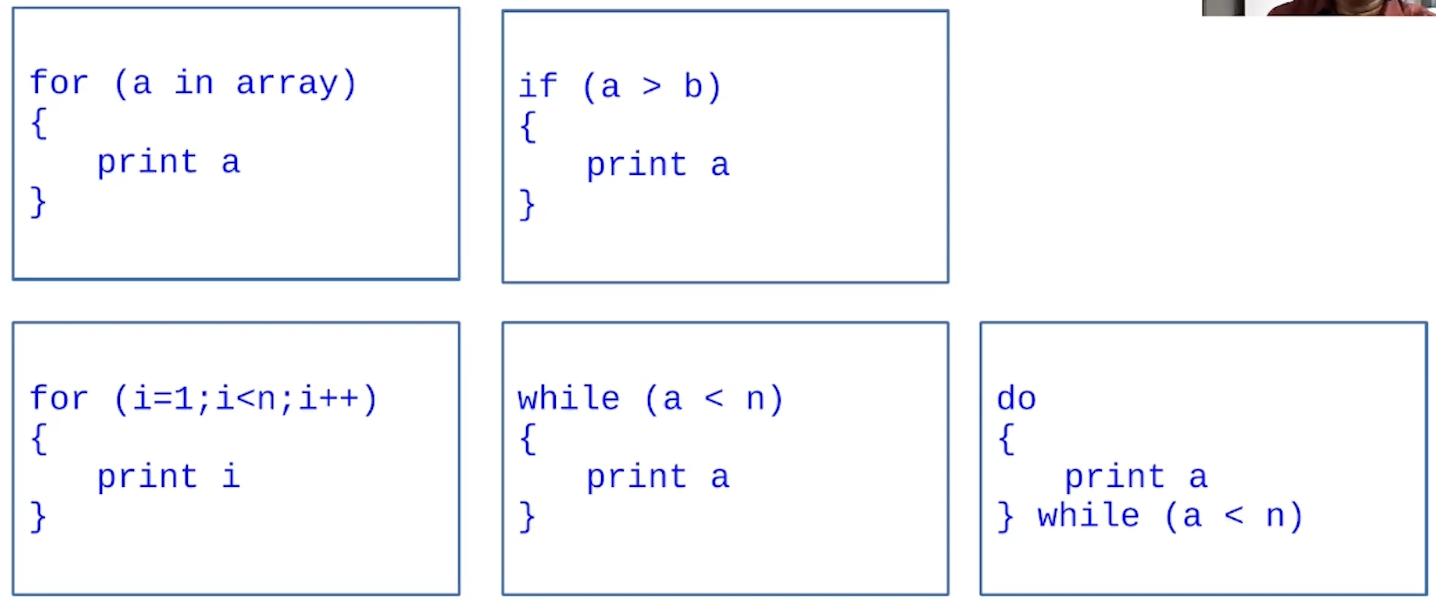 for (a in array)
{
print a
}
if (a > b)
{
print a
}
for (i=1;i<n;i++)
{
print i
}
while (a < n)
{
print a
}
do
{
print a
} while (a < n)